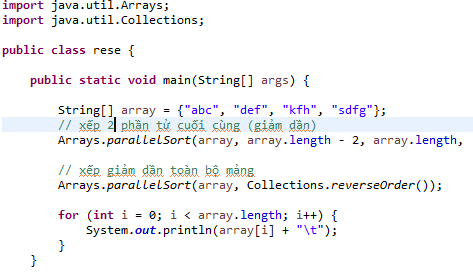 import java.util.Arrays;
import java.util.Collections;
public class rese {
public static void main(String[] args) {
String[] array = {"abc", "def", "kfh", "sdfg"};
// xếp 2 phần tử cuối cùng (giảm dần)
Arrays.parallelSort(array, array.length - 2, array.length,
// xếp giảm dần toàn bộ mảng
Arrays.parallelSort(array, Collections.reverseOrder());
for (int i = 0; i < array.length; i++) {
System.out.println(array[i] + "\t");
}
}